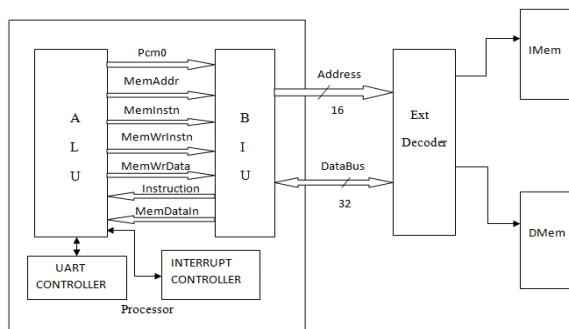 Pcm0
MemAddr
MemInstn
MemWrInstn
MemWrData
Instruction
MemDataIn
A
L
U
B
I
U
Address
16
DataBus
32
Ext
Decoder
IMem
DMem
UART
CONTROLLER
INTERRUPT
CONTROLLER
Processor